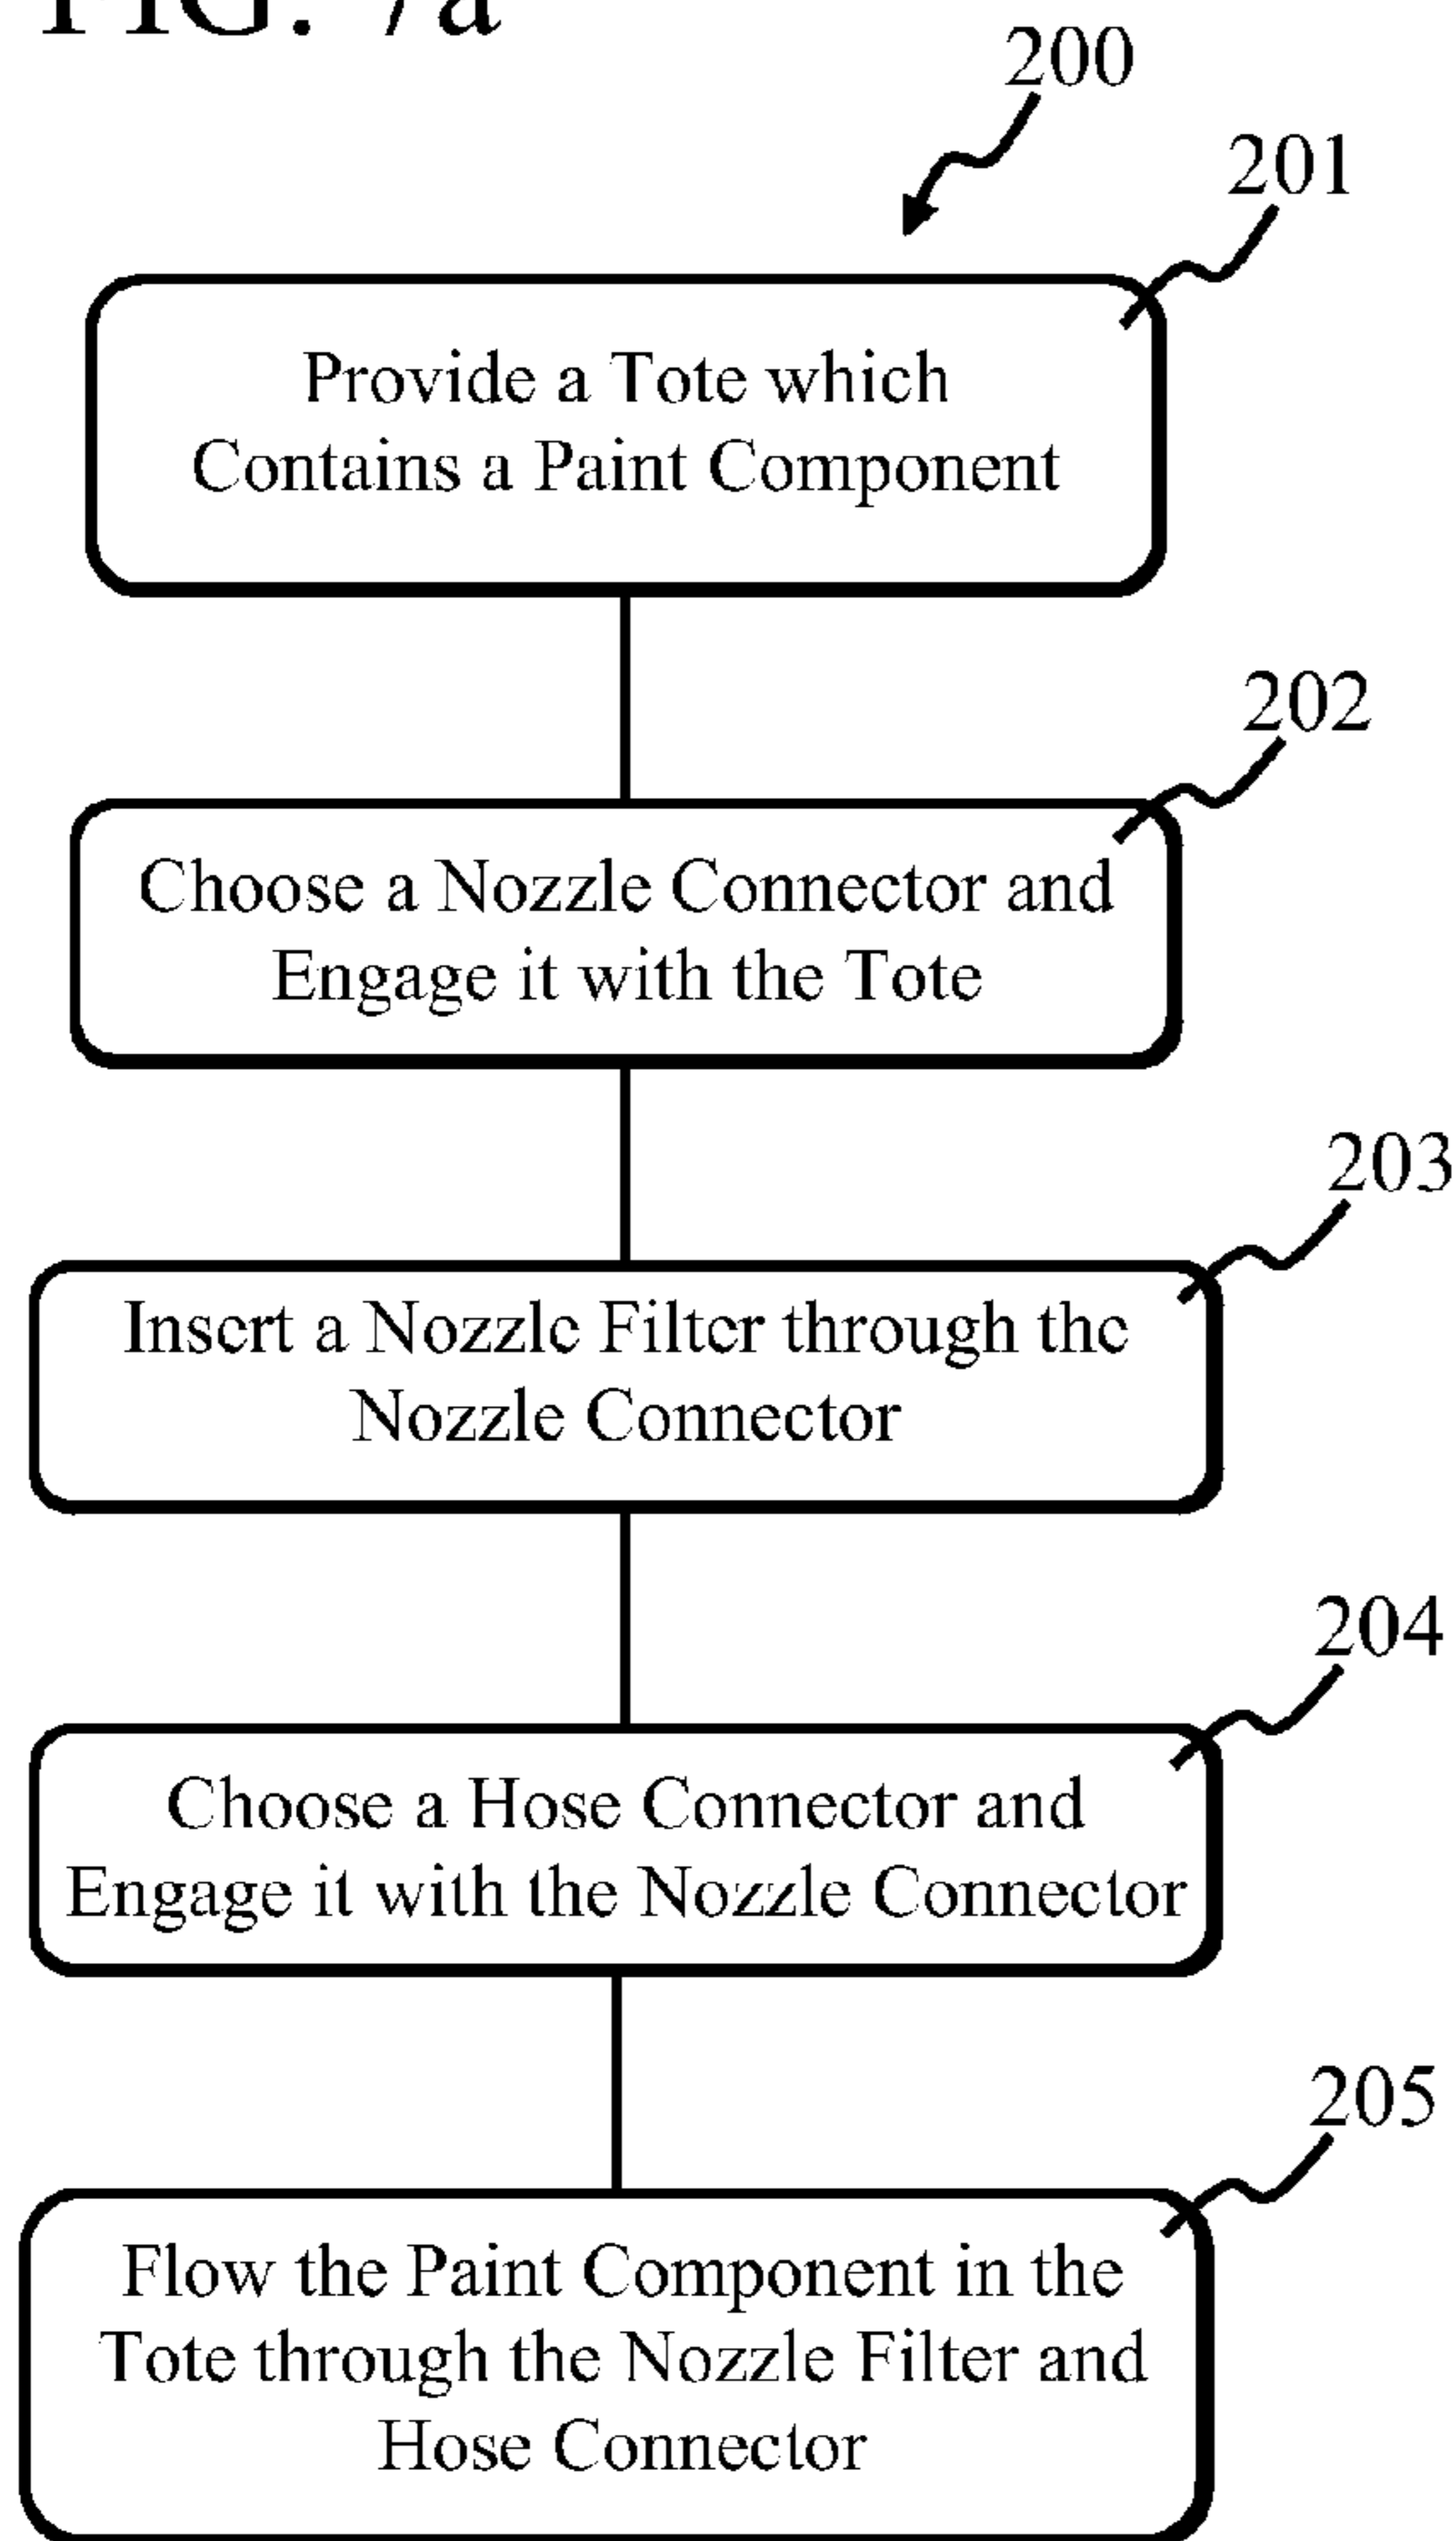 FIG. 7a
200
201
Provide a Tote which
Contains a Paint Component
202
Choose a Nozzle Connector and
Engage it with the Tote
203
Insert a Nozzle Filter through the
Nozzle Connector
204
Choose a Hose Connector and
Engage it with the Nozzle Connector
205
Flow the Paint Component in the
Tote through the Nozzle Filter and
Hose Connector